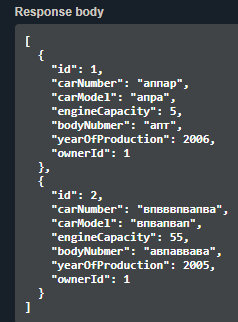 Response body
[
{
"id": 1,
"carNumber": "аппар",
"carModel": "апра",
"engineCapacity": 5,
"bodyNubmer": "апт",
"yearOfProduction": 2006,
"ownerId": 1
},
{
"id": 2,
"carNumber": "впвввпвапва",
"carModel": "впвапвап",
"engineCapacity": 55,
"bodyNubmer": "авпаввава",
"yearOfProduction": 2005,
"ownerId": 1
}
]